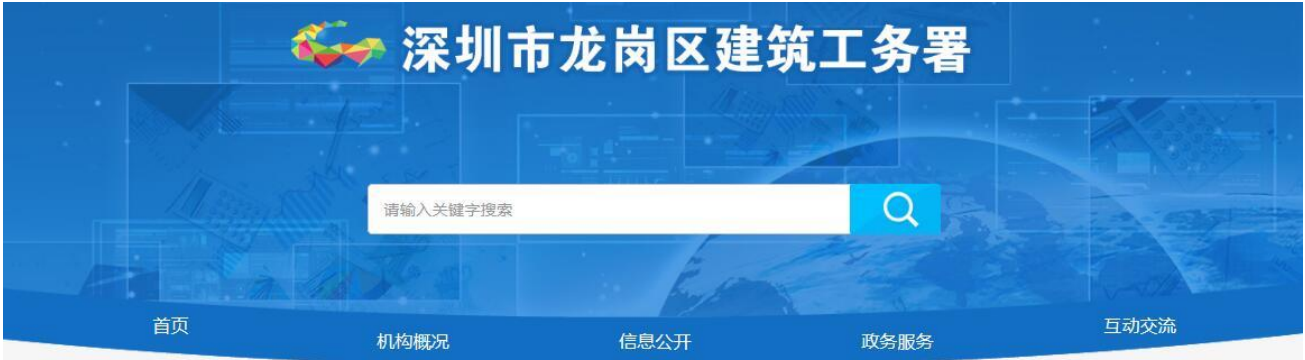 深圳市龙岗区建筑工务署
请输入关键字搜索
首页
机构概况
信息公开
政务服务
互动交流